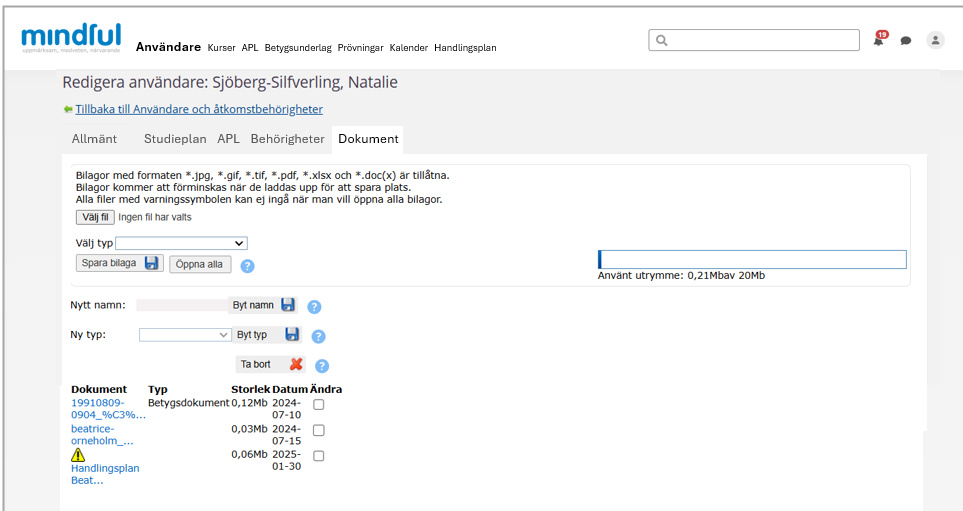 mindful
uppmärksam, medveten, närvarande
Användare Kurser APL Betygsunderlag Prövningar Kalender Handlingsplan
19
Redigera användare: Sjöberg-Silfverling, Natalie
Tillbaka till Användare och åtkomstbehörigheter
Allmänt Studieplan APL Behörigheter Dokument
Bilagor med formaten *.jpg, *.gif, *.tif, *.pdf, *.xlsx och *.doc(x) är tillåtna.
Bilagor kommer att förminskas när de laddas upp för att spara plats.
Alla filer med varningssymbolen kan ej ingå när man vill öppna alla bilagor.
Välj fil Ingen fil har valts
Välj typ
Spara bilaga Öppna alla ?
Använt utrymme: 0,21Mbav 20Mb
Nytt namn: Byt namn ?
Ny typ: Byt typ ?
Ta bort ?
Dokument Typ Storlek Datum Ändra
19910809- Betygsdokument 0,12Mb 2024-
0904_%C3%... 07-10
beatrice- 0,03Mb 2024-
orneholm_... 07-15
0,06Mb 2025-
Handlingsplan 01-30
Beat...